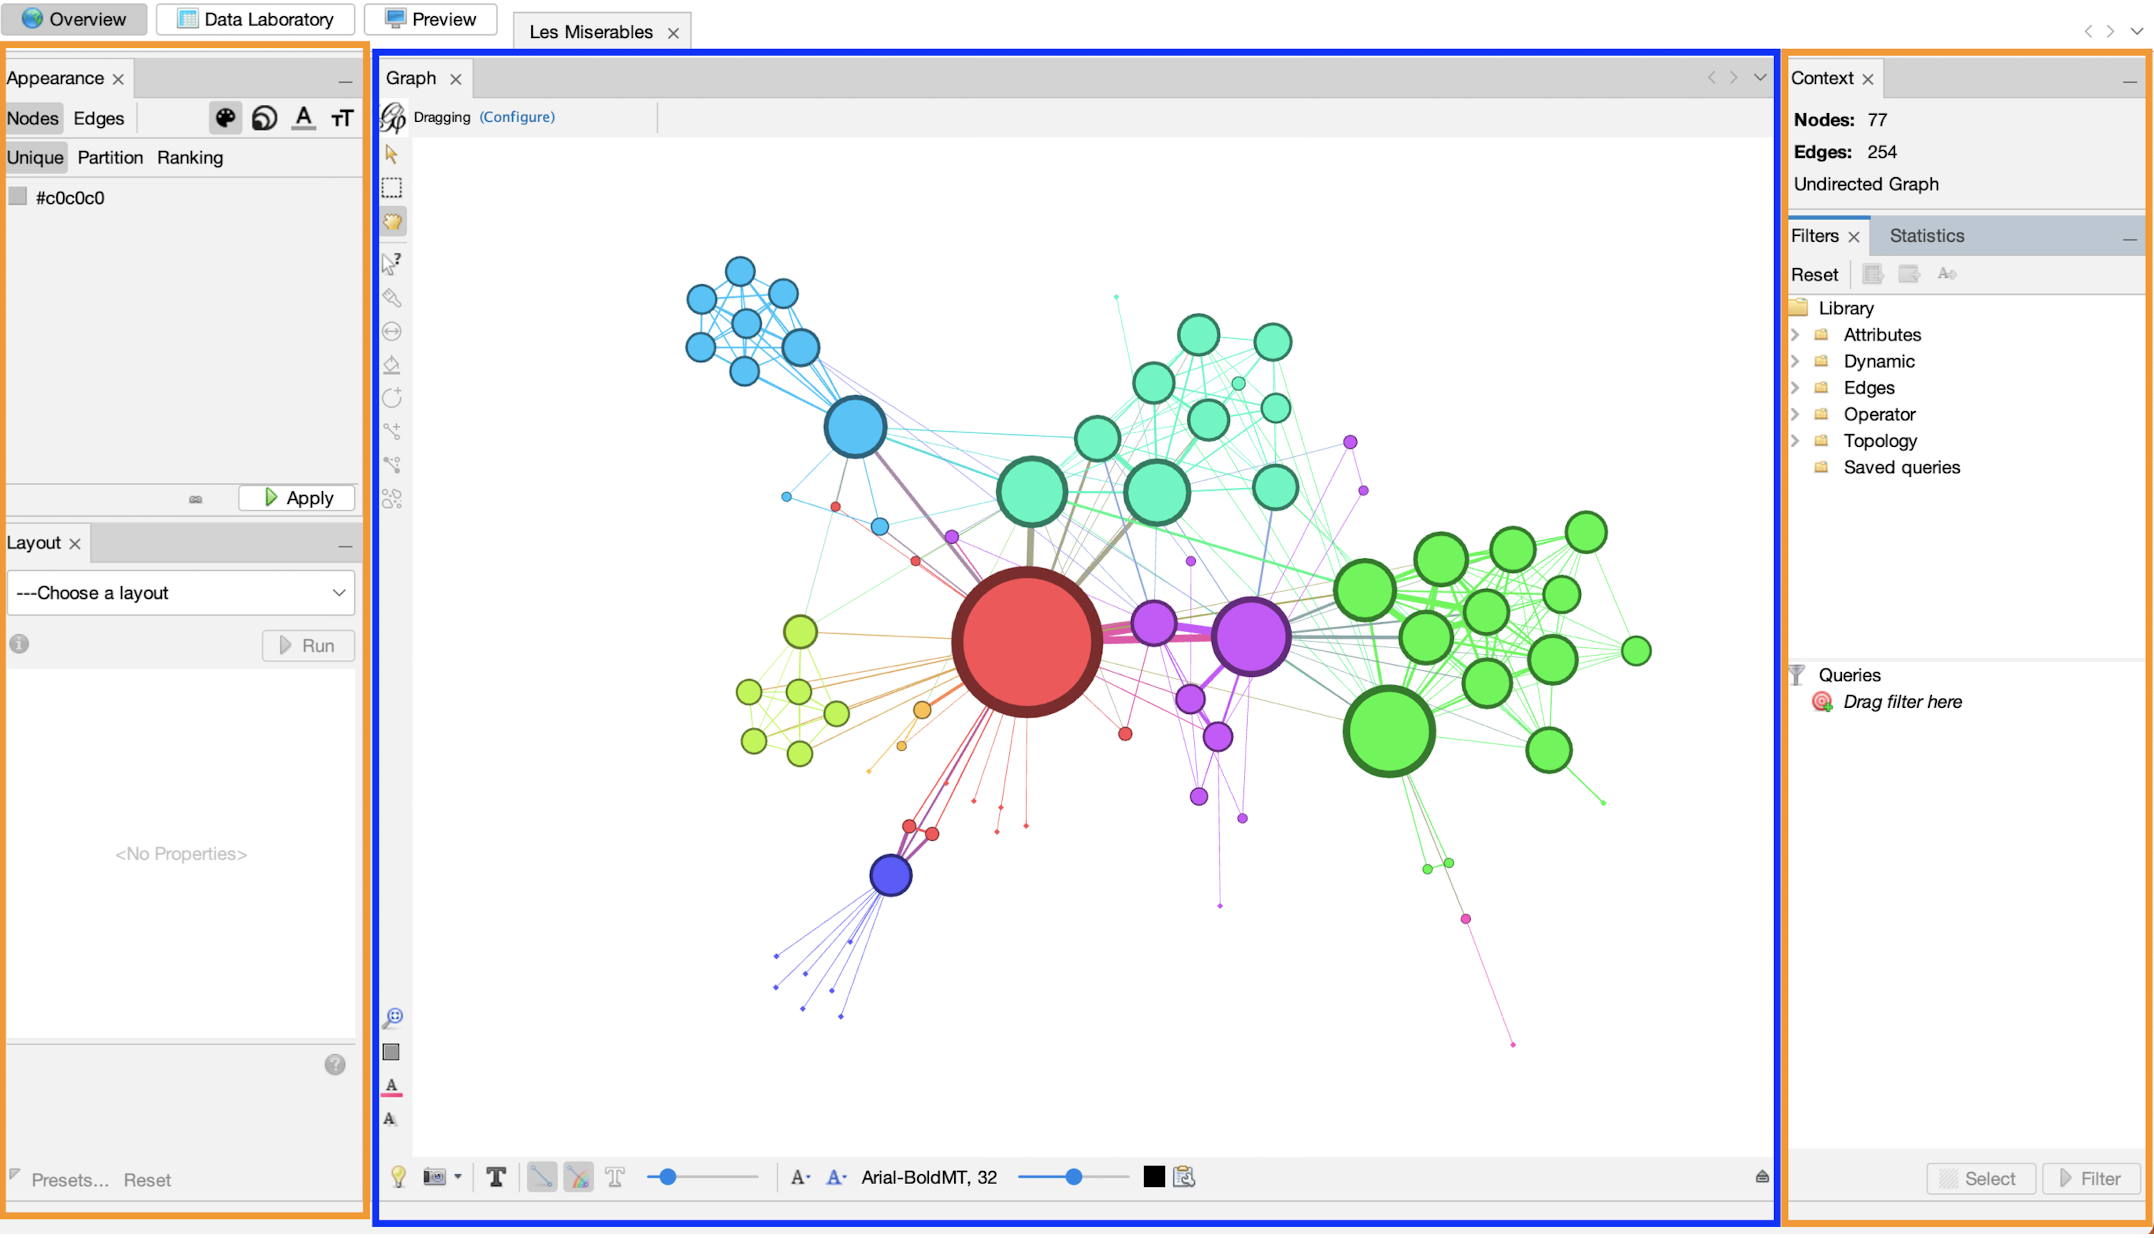 Overview
Data Laboratory
Preview
Les Miserables
Appearance
Nodes Edges
Unique Partition Ranking
#c0c0c0
Apply
Layout
---Choose a layout
Run
<No Properties>
Presets... Reset
Graph
Dragging (Configure)
Arial-BoldMT, 32
Context
Nodes: 77
Edges: 254
Undirected Graph
Filters Statistics
Reset
Library
Attributes
Dynamic
Edges
Operator
Topology
Saved queries
Queries
Drag filter here
Select Filter